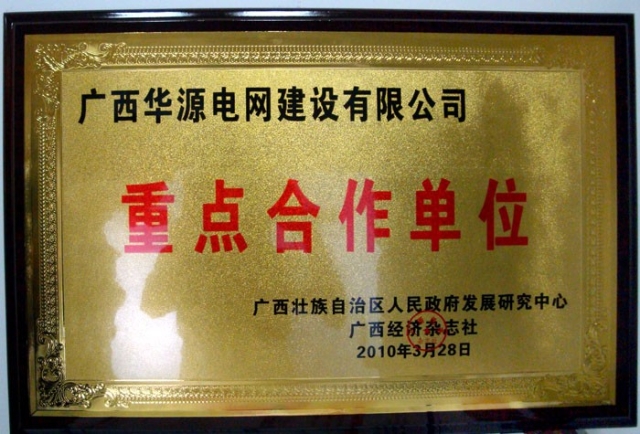 广西华源电网建设有限公司
重点合作单位
广西壮族自治区人民政府发展研究中心
广西经济杂志社
2010年3月28日